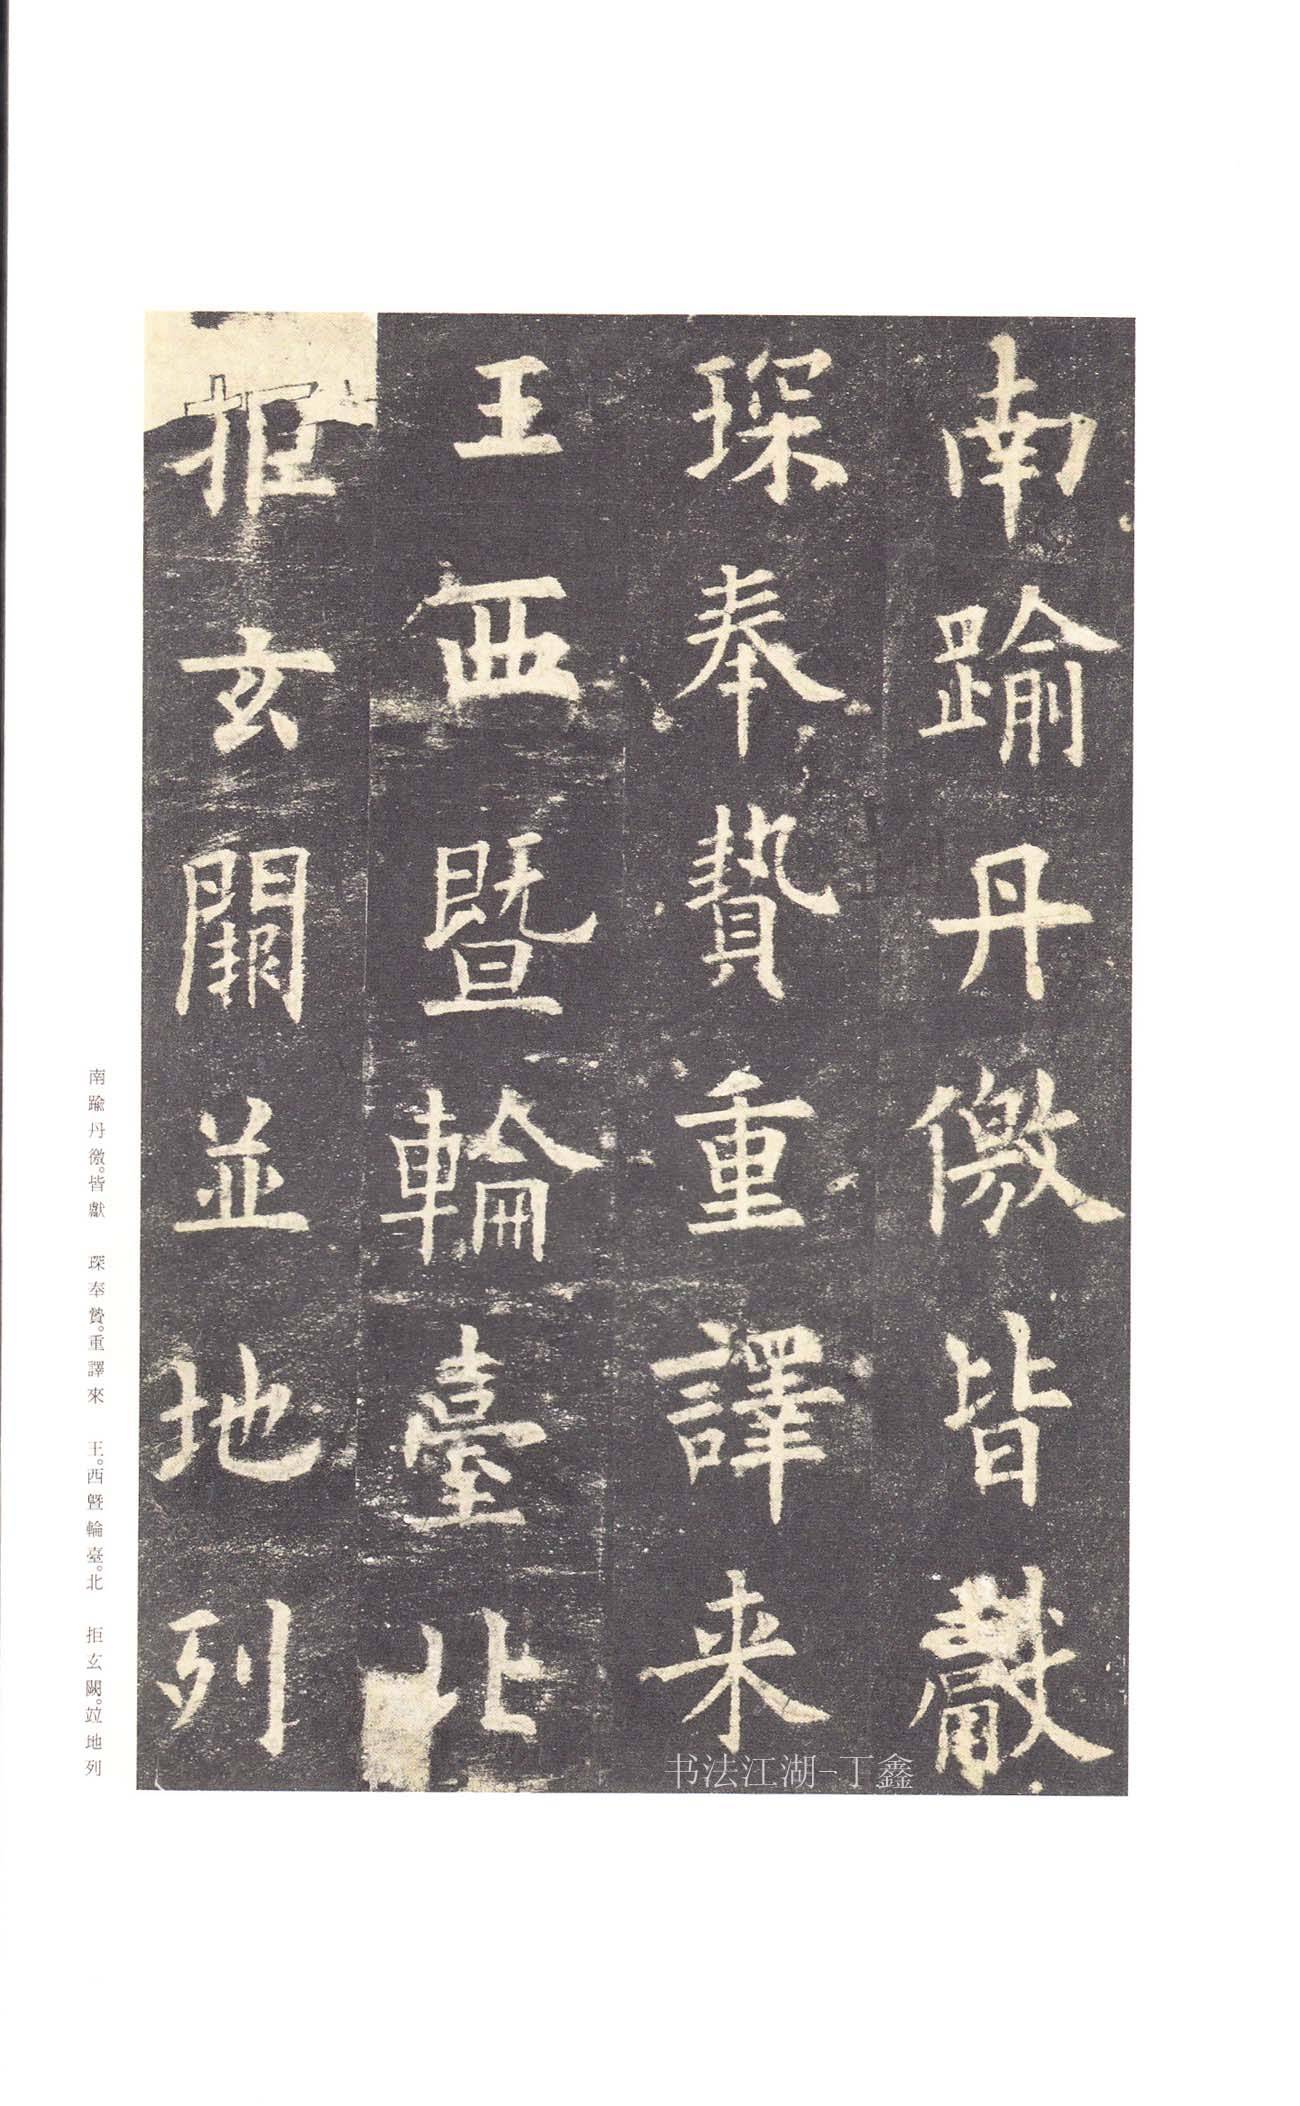 南踰丹儌皆獻
琛奉贄重譯来
王西暨輪臺北
拒玄闕並地列
南踰丹徼。皆獻　琛奉贄。重譯來　王。西暨輪臺。北　拒玄闕。竝地列
书法江湖-丁鑫